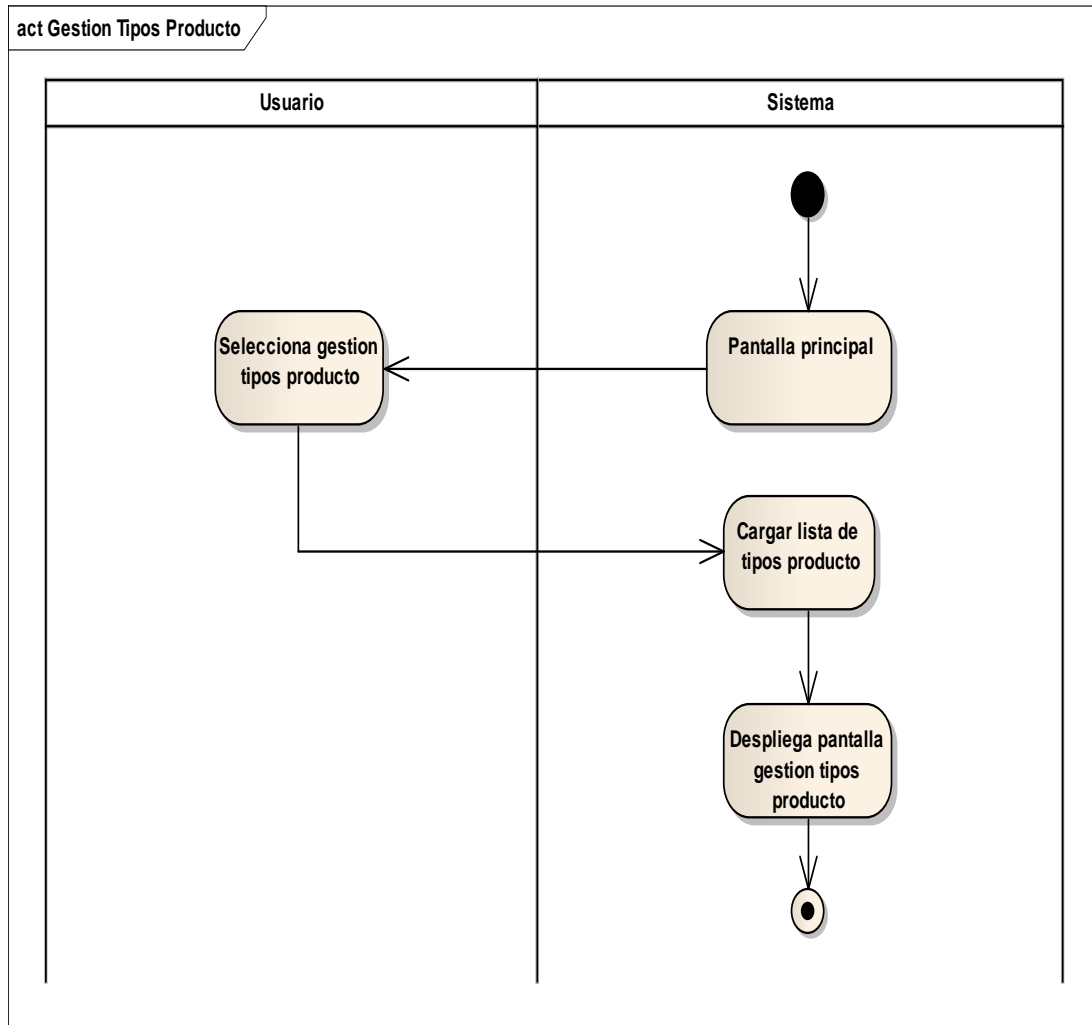 act Gestion Tipos Producto
Usuario
Sistema
Pantalla principal
Selecciona gestion
tipos producto
Cargar lista de
tipos producto
Despliega pantalla
gestion tipos
producto